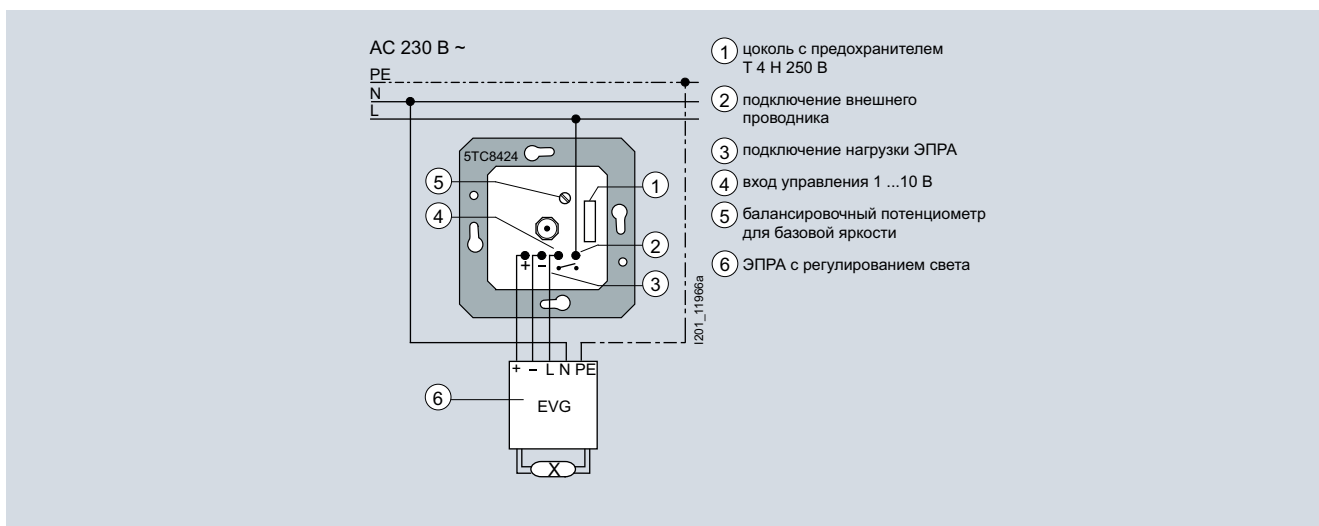 AC 230 В ~
PE
N
L
5TC8424
5
4
1
2
3
+ −
I201_11966a
+ − L N PE
6
EVG
X
1 цоколь с предохранителем
Т 4 Н 250 В
2 подключение внешнего
проводника
3 подключение нагрузки ЭПРА
4 вход управления 1 ...10 В
5 балансировочный потенциометр
для базовой яркости
6 ЭПРА с регулированием света